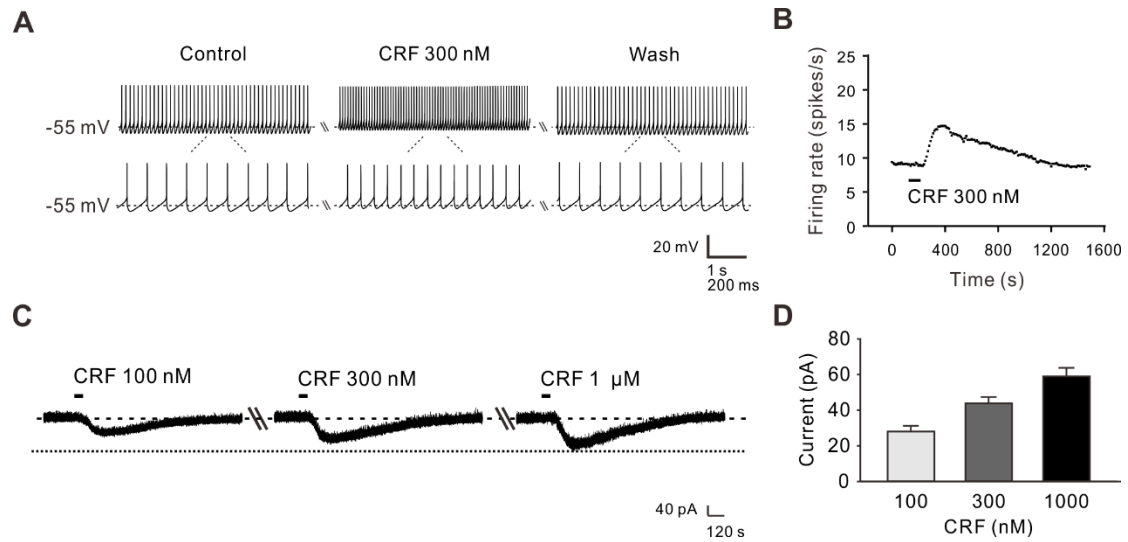 A
Control
CRF 300 nM
Wash
-55 mV
-55 mV
20 mV
1 s
200 ms
B
Firing rate (spikes/s)
25
20
15
10
5
0
CRF 300 nM
0 400 800 1200 1600
Time (s)
C
CRF 100 nM
CRF 300 nM
CRF 1 μM
40 pA
120 s
D
Current (pA)
80
60
40
20
0
100 300 1000
CRF (nM)